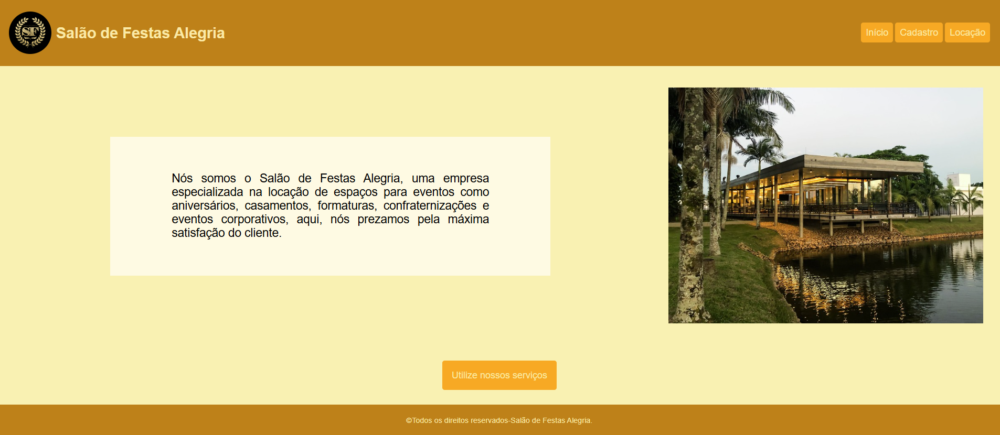 SF
Salão de Festas Alegria
Início
Cadastro
Locação
Nós somos o Salão de Festas Alegria, uma empresa
especializada na locação de espaços para eventos como
aniversários, casamentos, formaturas, confraternizações e
eventos corporativos, aqui, nós prezamos pela máxima
satisfação do cliente.
Utilize nossos serviços
©Todos os direitos reservados-Salão de Festas Alegria.